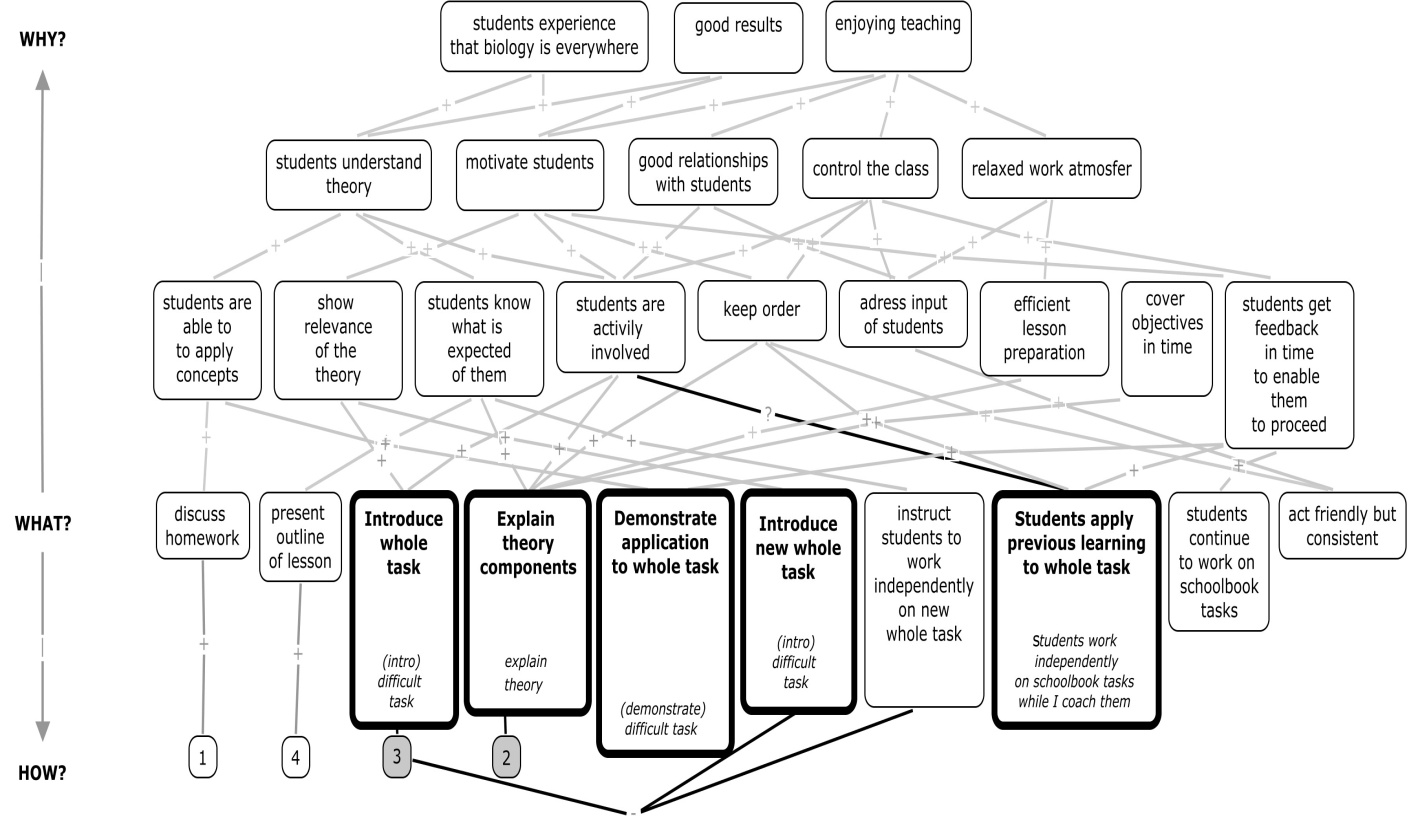 WHY?
students experience
that biology is everywhere
good results
enjoying teaching
+ + + + + + + +
students understand
theory
motivate students
good relationships
with students
control the class
relaxed work atmosfer
+ + + + + + + + + + + + + + + +
students are
able to
to apply
concepts
show
relevance
of the
theory
students know
what is
expected
of them
students are
activily
involved
keep order
adress input
of students
efficient
lesson
preparation
cover
objectives
in time
students get
feedback
in time
to enable
them
to proceed
?
+ + + + + + + + + + + + + + + + + +
WHAT?
discuss
homework
present
outline
of lesson
Introduce
whole
task
(intro)
difficult
task
Explain
theory
components
explain
theory
Demonstrate
application
to whole task
(demonstrate)
difficult task
Introduce
new whole
task
(intro)
difficult
task
instruct
students to
work
independently
on new
whole task
Students apply
previous learning
to whole task
Students work
independently
on schoolbook tasks
while I coach them
students
continue
to work on
schoolbook
tasks
act friendly but
consistent
+ +
HOW?
1
4
3
2
-